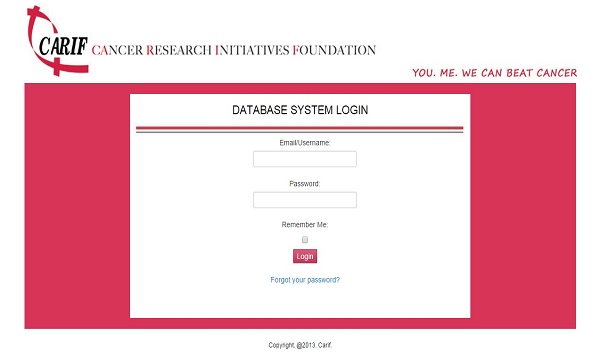 CARIF CANCER RESEARCH INITIATIVES FOUNDATION
YOU. ME. WE CAN BEAT CANCER
DATABASE SYSTEM LOGIN
Email/Username:
Password:
Remember Me:
Login
Forgot your password?
Copyright. @2013. Carif.